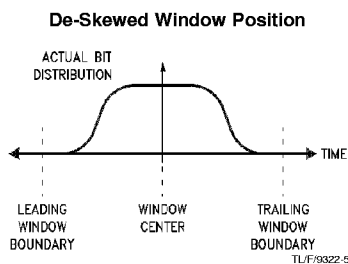 De-Skewed Window Position
ACTUAL BIT
DISTRIBUTION
TIME
LEADING
WINDOW
BOUNDARY
WINDOW
CENTER
TRAILING
WINDOW
BOUNDARY
TL/F/9322-5